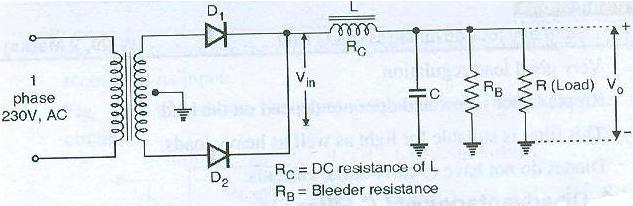 D1
L
RC
1
phase
230V, AC
Vin
C
RB
R (Load)
Vo
+
-
D2
RC = DC resistance of L
RB = Bleeder resistance